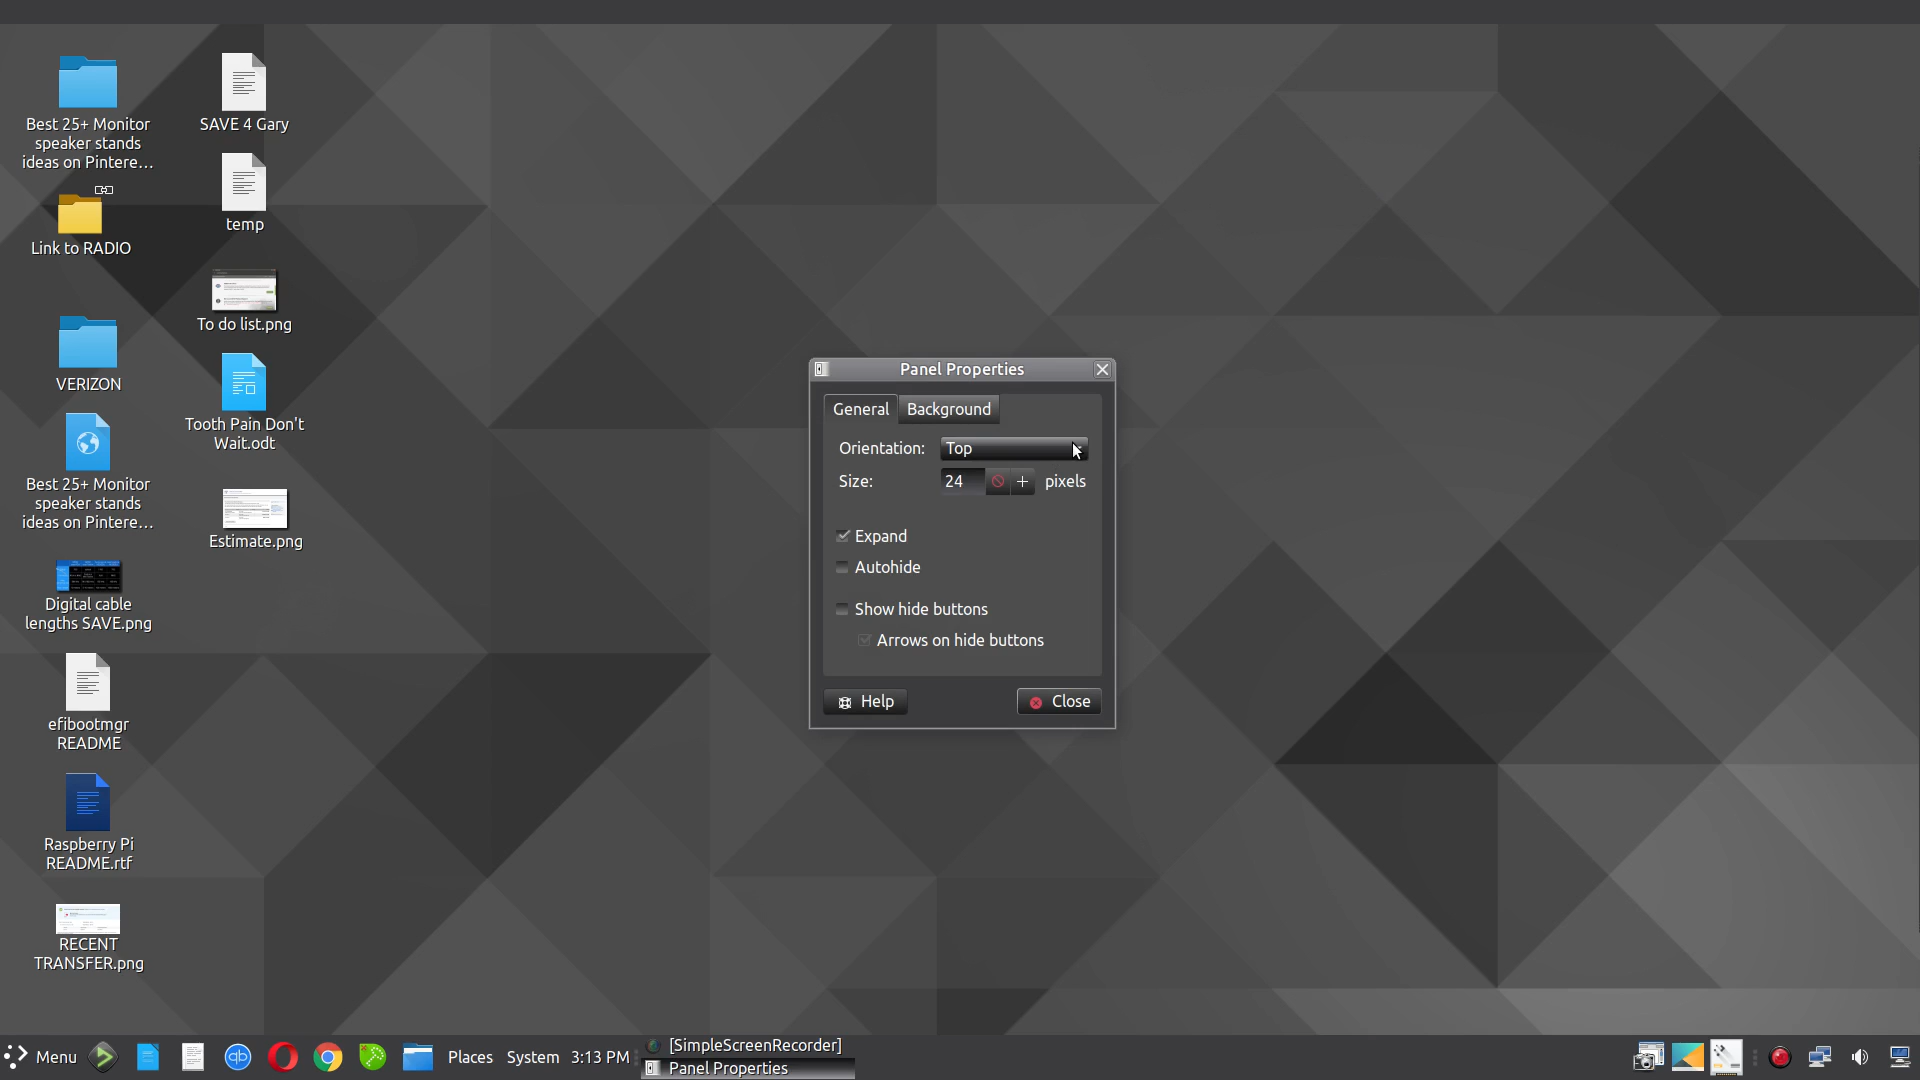 Best 25+ Monitor
speaker stands
ideas on Pintere...
Link to RADIO
VERIZON
Best 25+ Monitor
speaker stands
ideas on Pintere...
Digital cable
lengths SAVE.png
efibootmgr
README
Raspberry Pi
README.rtf
RECENT
TRANSFER.png
SAVE 4 Gary
temp
To do list.png
Tooth Pain Don't
Wait.odt
Estimate.png
Panel Properties
General Background
Orientation: Top
Size: 24 pixels
Expand
Autohide
Show hide buttons
Arrows on hide buttons
Help Close
Menu Places System 3:13 PM
[SimpleScreenRecorder]
Panel Properties